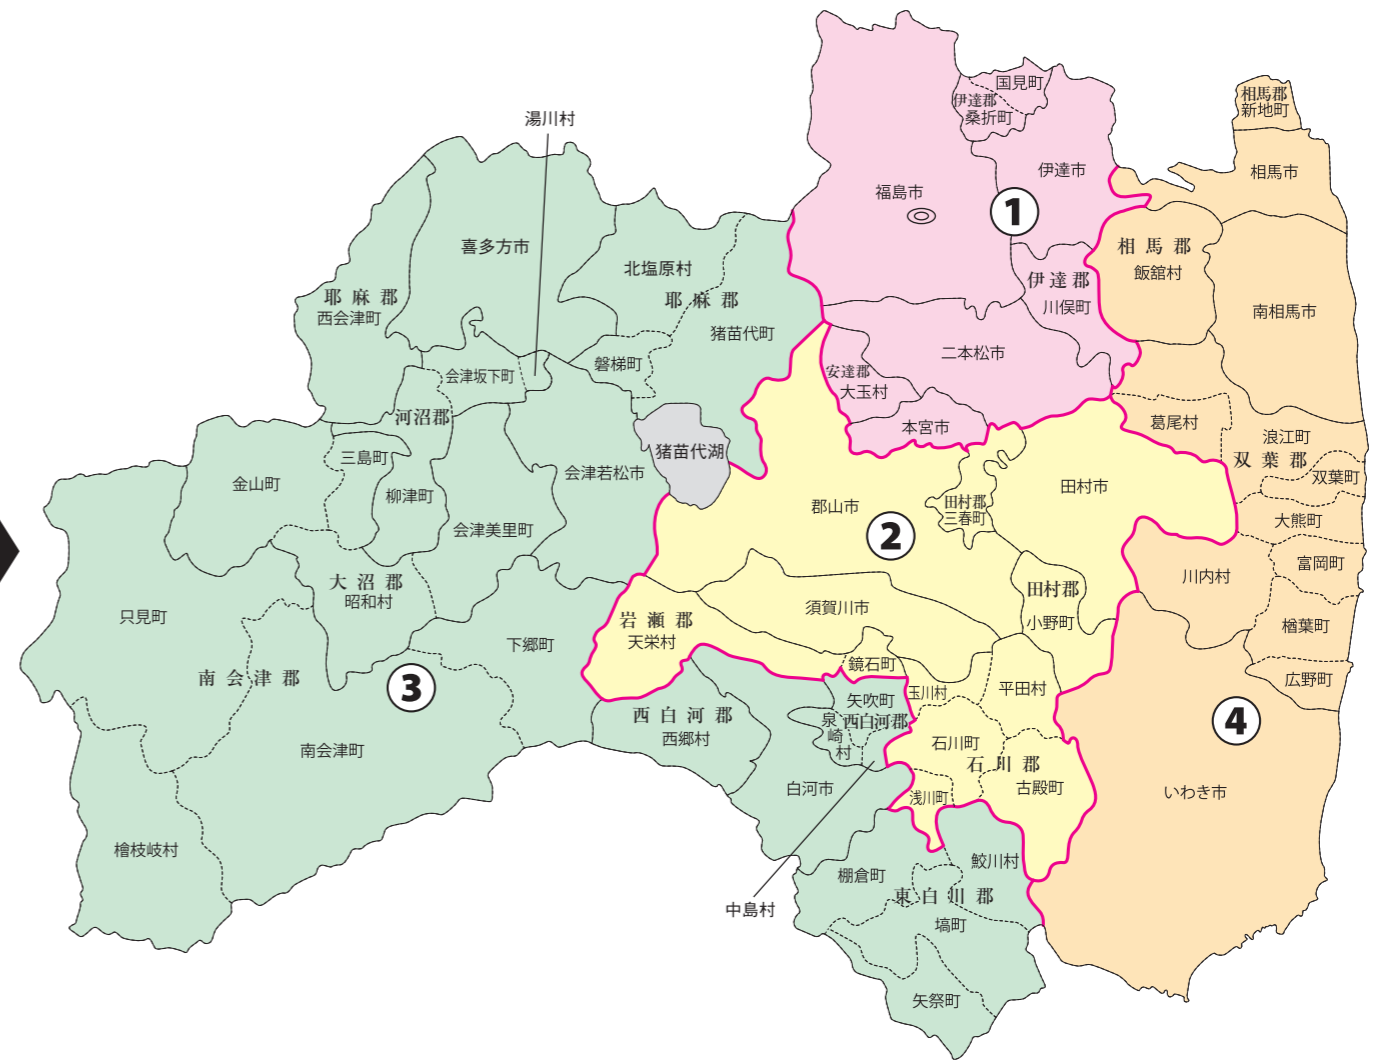 国見町
伊達郡
桑折町
伊達市
福島市
1
伊達郡
川俣町
二本松市
安達郡
大玉村
本宮市
相馬郡
新地町
相馬市
相馬郡
飯舘村
南相馬市
葛尾村
浪江町
双葉郡
双葉町
大熊町
富岡町
川内村
楢葉町
広野町
4
いわき市
湯川村
喜多方市
北塩原村
耶麻郡
西会津町
耶麻郡
猪苗代町
磐梯町
会津坂下町
河沼郡
三島町
柳津町
金山町
会津若松市
猪苗代湖
会津美里町
大沼郡
昭和村
只見町
下郷町
南会津郡
3
南会津町
檜枝岐村
郡山市
2
田村郡
三春町
田村市
田村郡
小野町
須賀川市
岩瀬郡
天栄村
鏡石町
玉川村
平田村
石川町
石川郡
古殿町
浅川町
西白河郡
西郷村
矢吹町
西白河郡
泉崎村
白河市
中島村
棚倉町
鮫川村
東白川郡
塙町
矢祭町